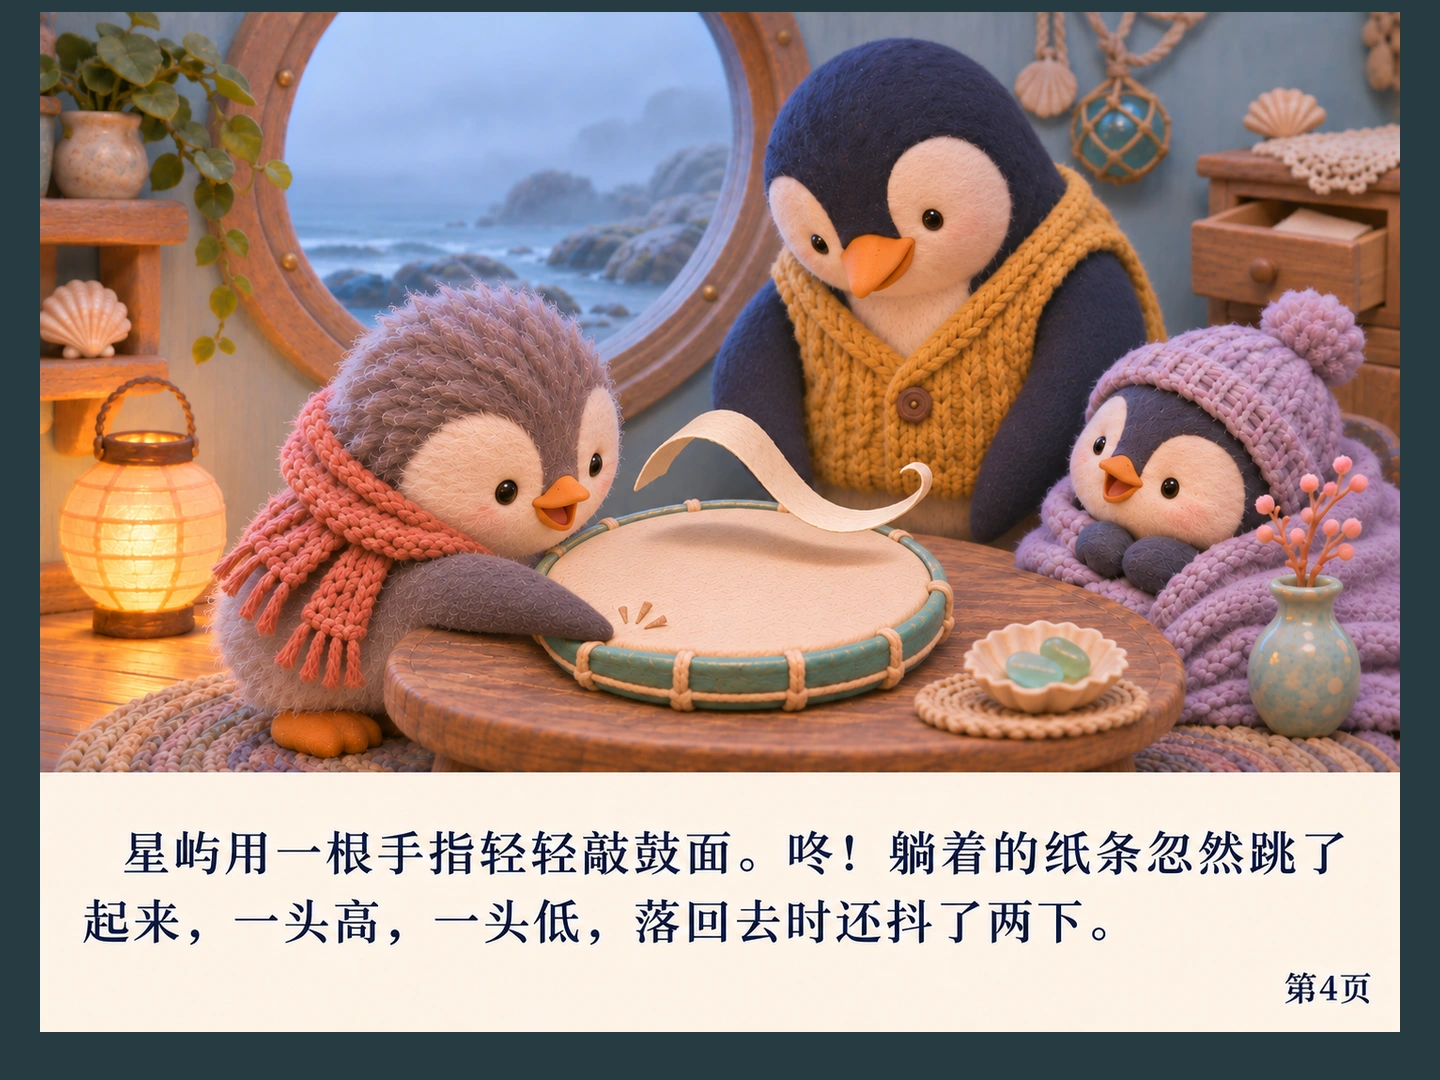 星屿用一根手指轻轻敲鼓面。咚！躺着的纸条忽然跳了
起来，一头高，一头低，落回去时还抖了两下。
第4页